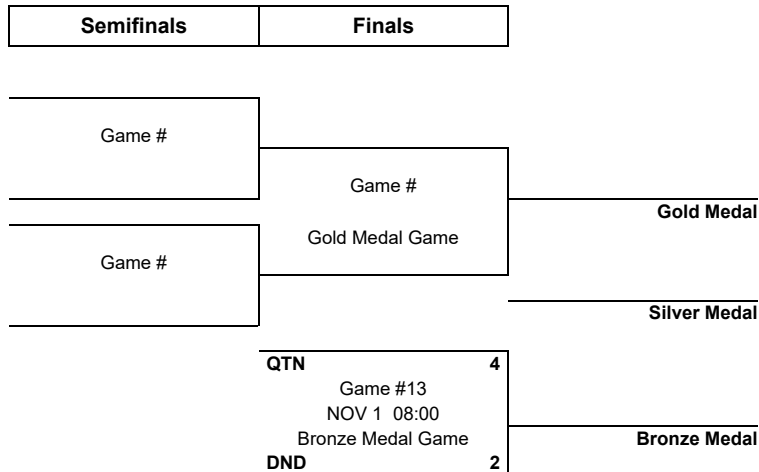 Semifinals Finals
Game #
Game #
Gold Medal
Gold Medal Game
Game #
Silver Medal
QTN 4
Game #13
NOV 1 08:00
Bronze Medal Game Bronze Medal
DND 2